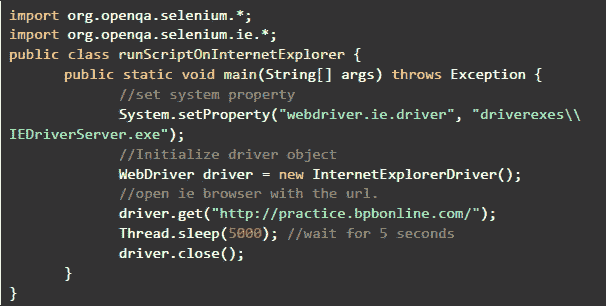 import org.openqa.selenium.*;
import org.openqa.selenium.ie.*;
public class runScriptOnInternetExplorer {
public static void main(String[] args) throws Exception {
//set system property
System.setProperty("webdriver.ie.driver", "driverexes\\
IEDriverServer.exe");
//Initialize driver object
WebDriver driver = new InternetExplorerDriver();
//open ie browser with the url.
driver.get("http://practice.bpbonline.com/");
Thread.sleep(5000); //wait for 5 seconds
driver.close();
}
}